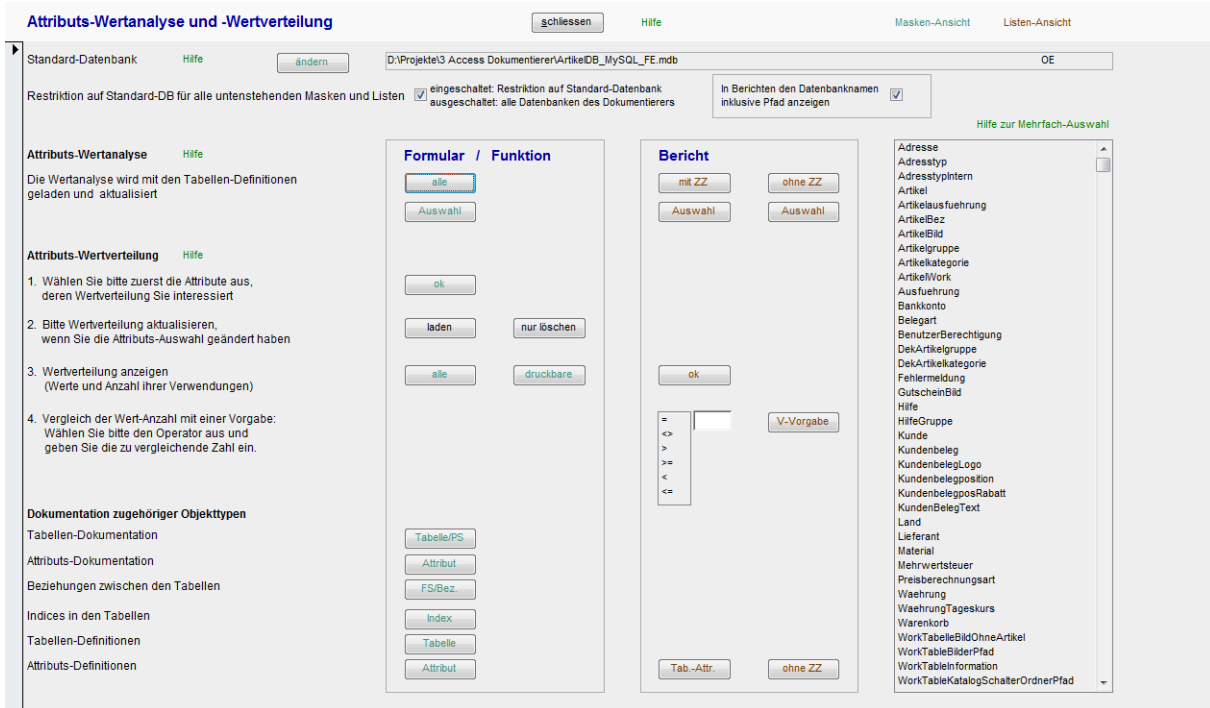 Attributs-Wertanalyse und -Wertverteilung
schliessen
Hilfe
Masken-Ansicht
Listen-Ansicht
Standard-Datenbank
Hilfe
ändern
D:\Projekte\3 Access Dokumentierer\ArtikelDB_MySQL_FE.mdb
OE
Restriktion auf Standard-DB für alle untenstehenden Masken und Listen
eingeschaltet: Restriktion auf Standard-Datenbank
ausgeschaltet: alle Datenbanken des Dokumentierers
In Berichten den Datenbanknamen
inklusive Pfad anzeigen
Hilfe zur Mehrfach-Auswahl
Attributs-Wertanalyse
Hilfe
Formular / Funktion
Bericht
Die Wertanalyse wird mit den Tabellen-Definitionen
geladen und aktualisiert
alle
mit ZZ
ohne ZZ
Auswahl
Auswahl
Auswahl
Attributs-Wertverteilung
Hilfe
1. Wählen Sie bitte zuerst die Attribute aus,
deren Wertverteilung Sie interessiert
ok
2. Bitte Wertverteilung aktualisieren,
wenn Sie die Attributs-Auswahl geändert haben
laden
nur löschen
3. Wertverteilung anzeigen
(Werte und Anzahl ihrer Verwendungen)
alle
druckbare
ok
4. Vergleich der Wert-Anzahl mit einer Vorgabe:
Wählen Sie bitte den Operator aus und
geben Sie die zu vergleichende Zahl ein.
=
<>
>
>=
<
<=
V-Vorgabe
Dokumentation zugehöriger Objekttypen
Tabellen-Dokumentation
Tabelle/PS
Attributs-Dokumentation
Attribut
Beziehungen zwischen den Tabellen
FS/Bez.
Indices in den Tabellen
Index
Tabellen-Definitionen
Tabelle
Attributs-Definitionen
Attribut
Tab.-Attr.
ohne ZZ
Adresse
Adresstyp
AdresstypIntern
Artikel
Artikelausfuehrung
ArtikelBez
ArtikelBild
Artikelgruppe
Artikelkategorie
ArtikelWork
Ausfuehrung
Bankkonto
Belegart
BenutzerBerechtigung
DekArtikelgruppe
DekArtikelkategorie
Fehlermeldung
GutscheinBild
Hilfe
HilfeGruppe
Kunde
Kundenbeleg
KundenbelegLogo
Kundenbelegposition
KundenbelegposRabatt
KundenBelegText
Land
Lieferant
Material
Mehrwertsteuer
Preisberechnungsart
Waehrung
WaehrungTageskurs
Warenkorb
WorkTabelleBildOhneArtikel
WorkTableBilderPfad
WorkTableInformation
WorkTableKatalogSchalterOrdnerPfad